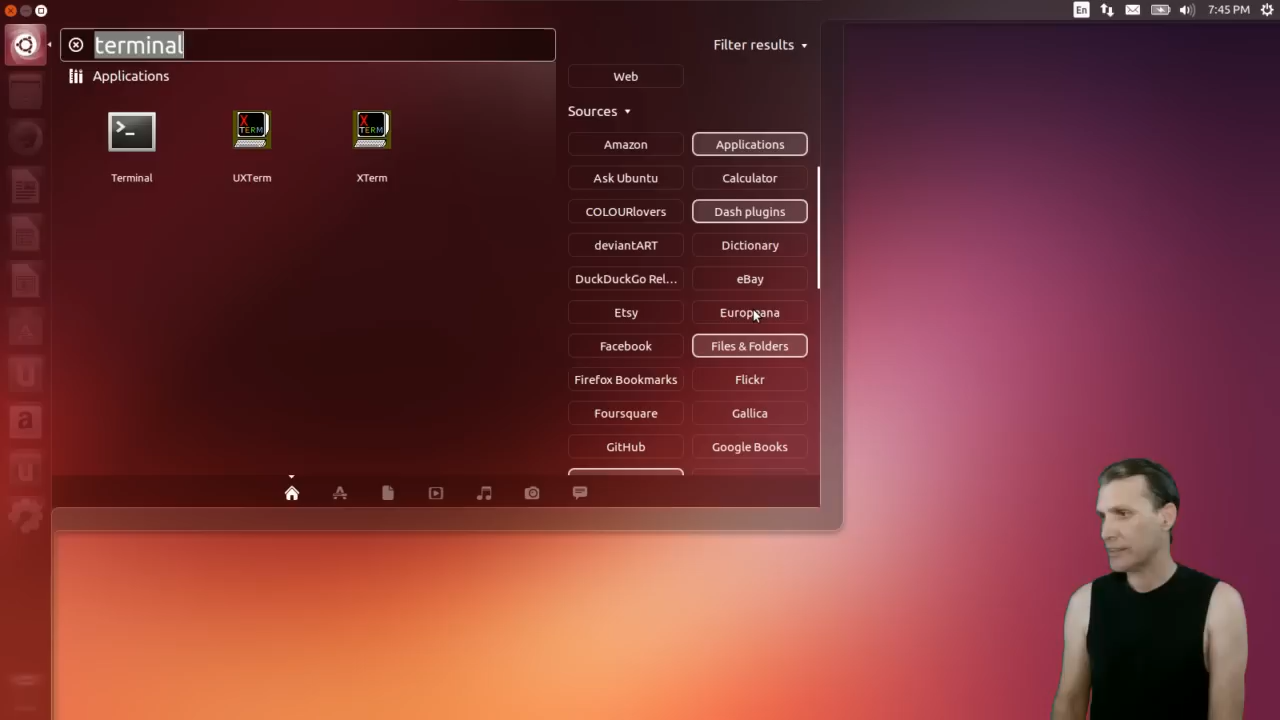 En
7:45 PM
terminal
Filter results
Applications
Web
Sources
Amazon
Applications
Ask Ubuntu
Calculator
COLOURlovers
Dash plugins
deviantART
Dictionary
DuckDuckGo Rel...
eBay
Etsy
Europeana
Facebook
Files & Folders
Firefox Bookmarks
Flickr
Foursquare
Gallica
GitHub
Google Books
Terminal
UXTerm
XTerm
>_
X
TERM
X
TERM
a
u